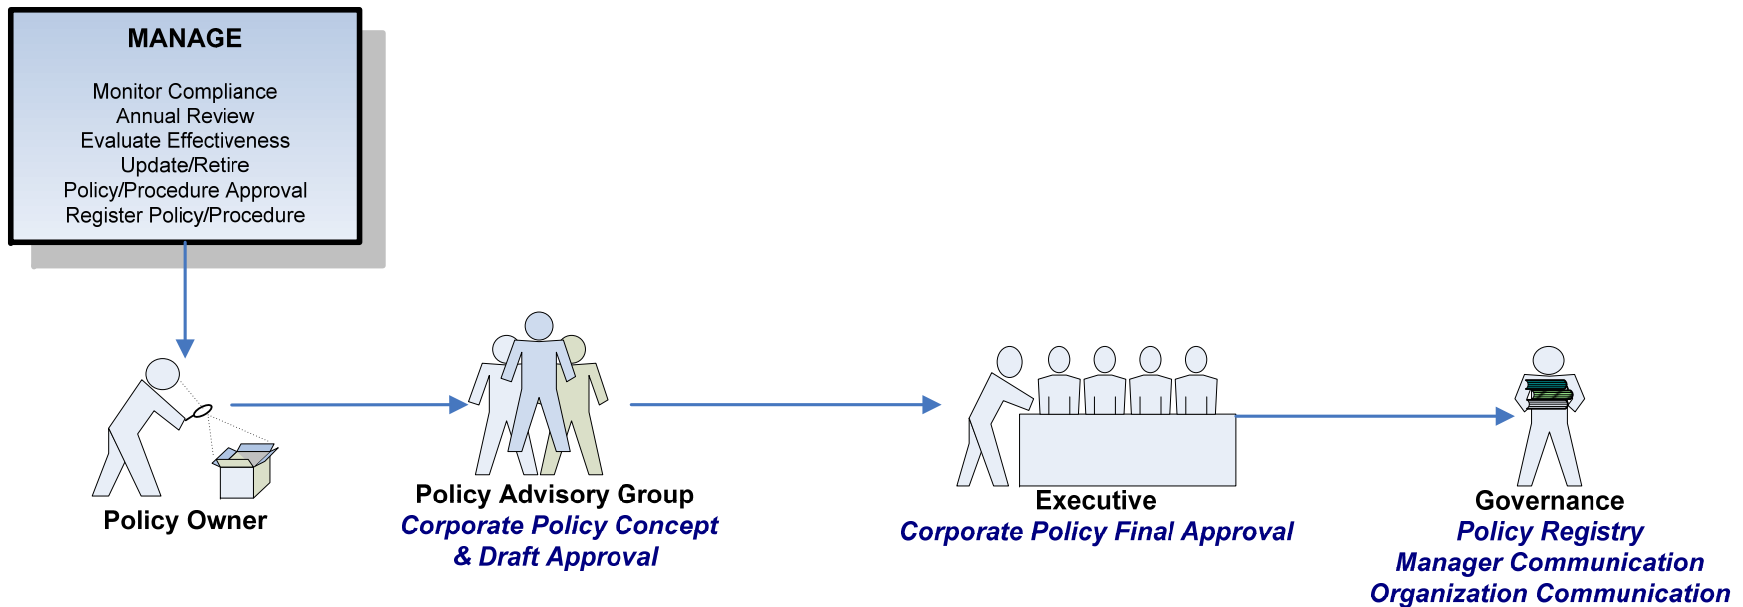 MANAGE
Monitor Compliance
Annual Review
Evaluate Effectiveness
Update/Retire
Policy/Procedure Approval
Register Policy/Procedure
Policy Owner
Policy Advisory Group
Corporate Policy Concept
& Draft Approval
Executive
Corporate Policy Final Approval
Governance
Policy Registry
Manager Communication
Organization Communication